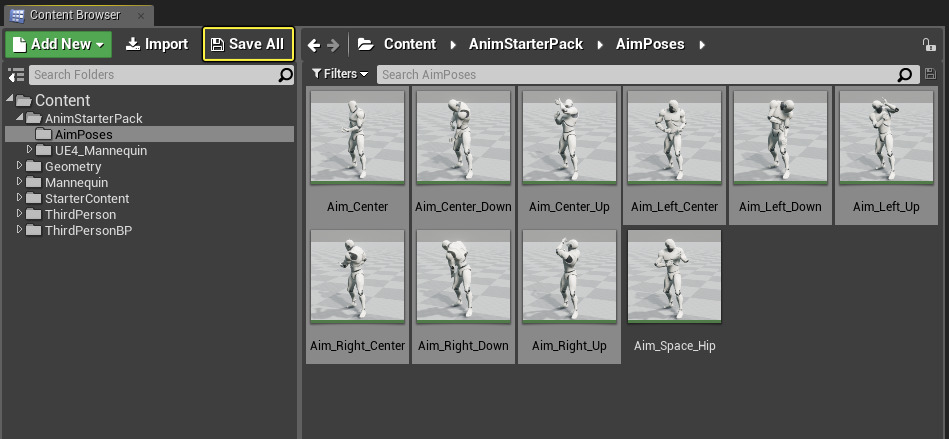 Content Browser
Add New
Import
Save All
Content
AnimStarterPack
AimPoses
Search Folders
Filters
Search AimPoses
Content
AnimStarterPack
AimPoses
UE4_Mannequin
Geometry
Mannequin
StarterContent
ThirdPerson
ThirdPersonBP
Aim_Center
Aim_Center_Down
Aim_Center_Up
Aim_Left_Center
Aim_Left_Down
Aim_Left_Up
Aim_Right_Center
Aim_Right_Down
Aim_Right_Up
Aim_Space_Hip